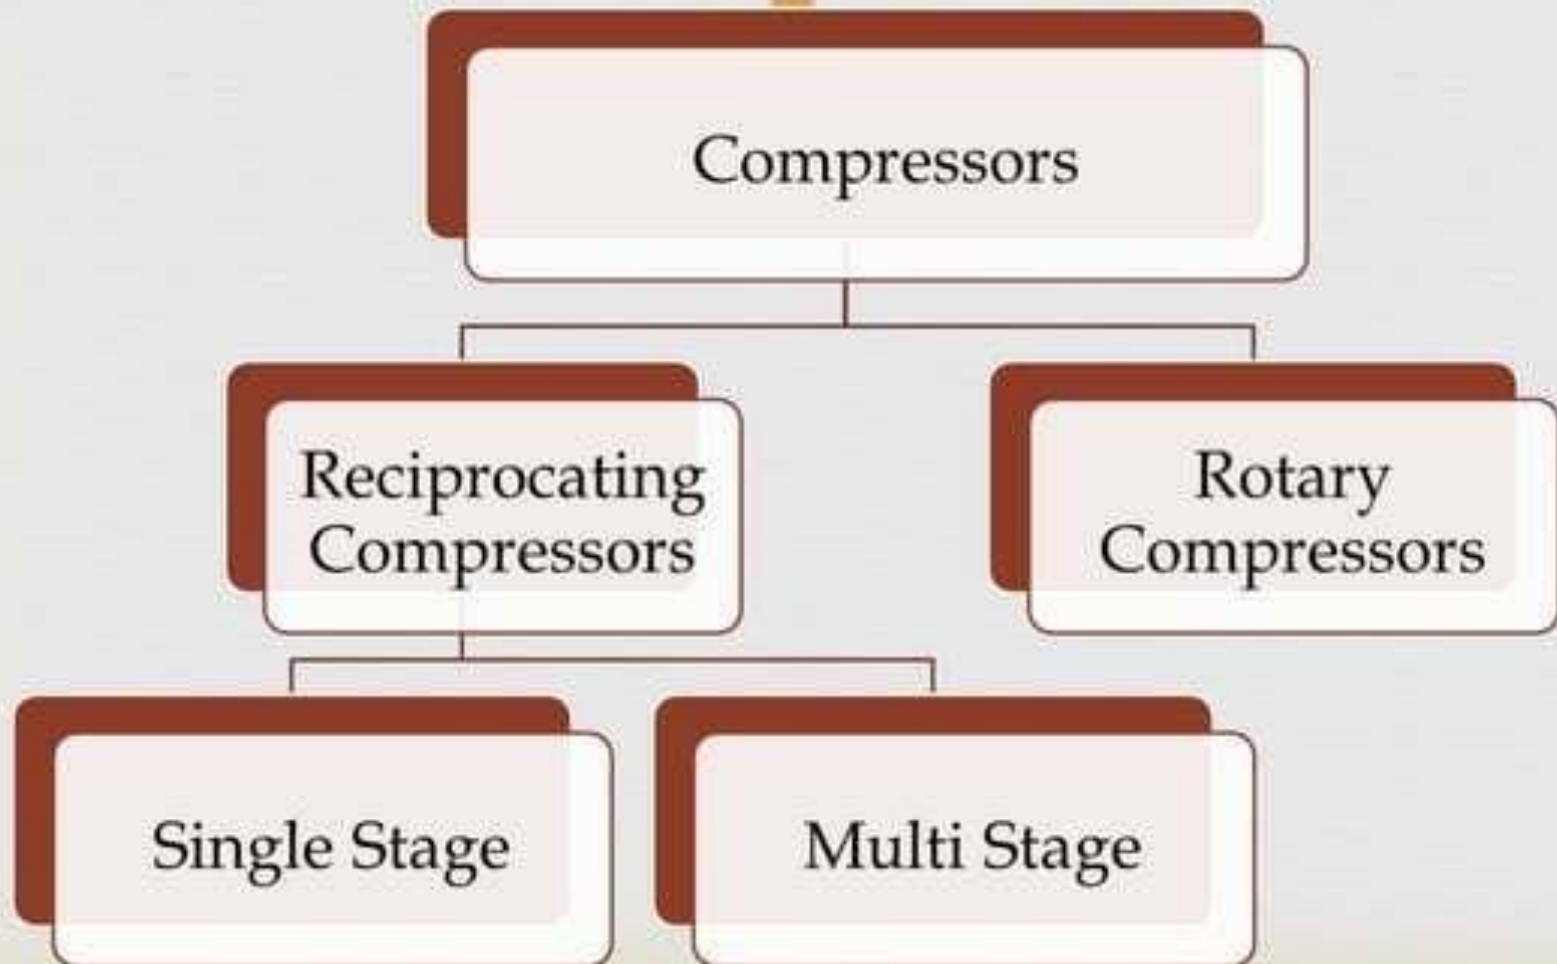 Compressors
Reciprocating
Compressors
Rotary
Compressors
Single Stage
Multi Stage